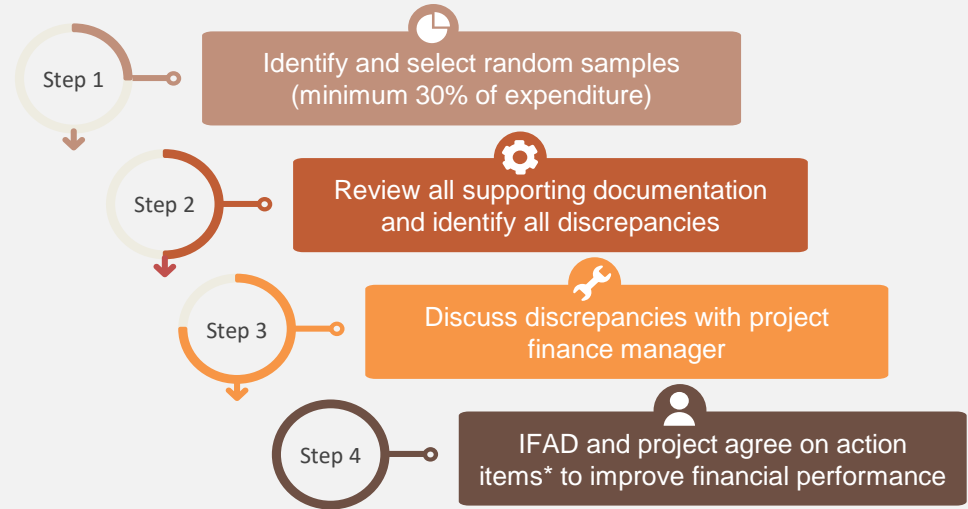 Step 1
Identify and select random samples
(minimum 30% of expenditure)
Step 2
Review all supporting documentation
and identify all discrepancies
Step 3
Discuss discrepancies with project
finance manager
Step 4
IFAD and project agree on action
items* to improve financial performance